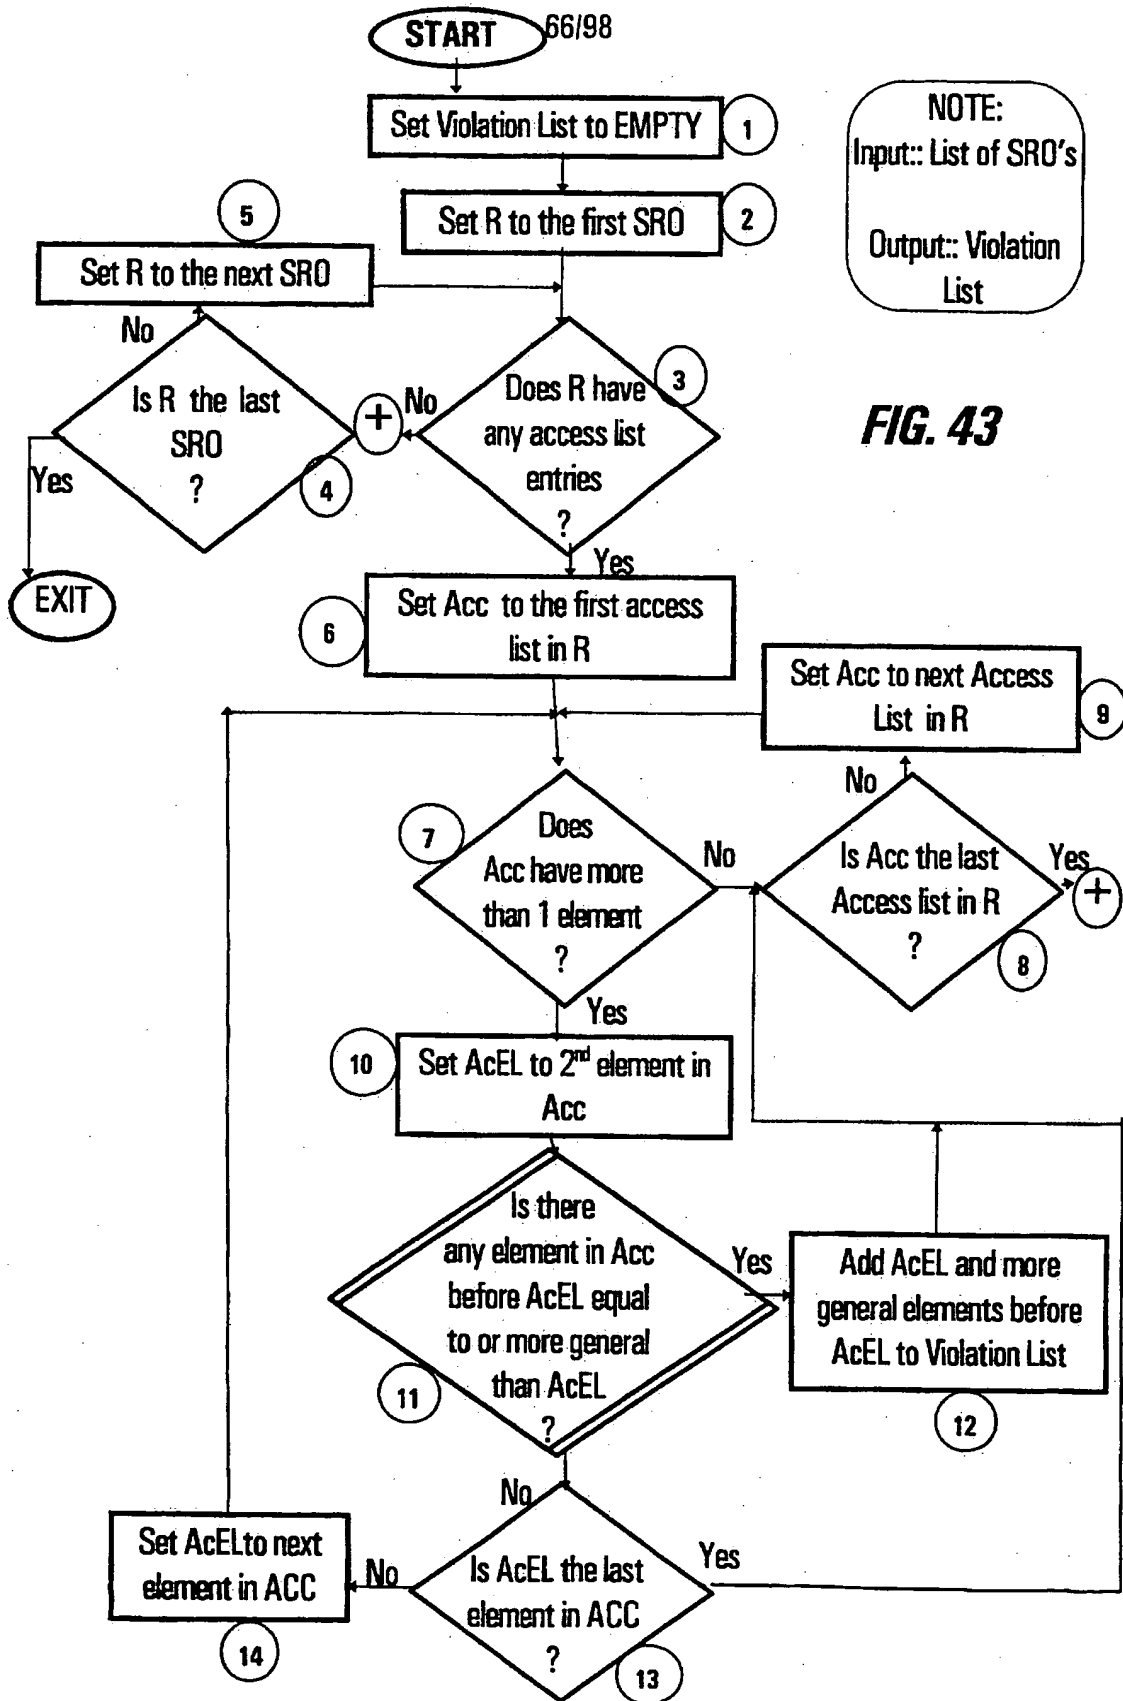 START
66/98
Set Violation List to EMPTY
1
NOTE:
Input:: List of SRO's
Output:: Violation
List
Set R to the first SRO
2
5
Set R to the next SRO
No
Is R the last
SRO
?
4
Yes
EXIT
+
No
3
Does R have
any access list
entries
?
Yes
FIG. 43
6
Set Acc to the first access
list in R
Set Acc to next Access
List in R
9
7
Does
Acc have more
than 1 element
?
No
No
Is Acc the last
Access list in R
?
8
Yes
+
Yes
10
Set AcEL to 2nd element in
Acc
Is there
any element in Acc
before AcEL equal
to or more general
than AcEL
?
11
Yes
Add AcEL and more
general elements before
AcEL to Violation List
12
No
Set AcEL to next
element in ACC
14
No
Is AcEL the last
element in ACC
?
13
Yes